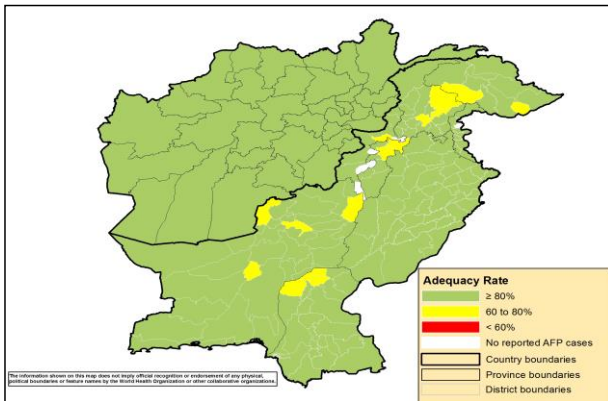 Adequacy Rate
≥ 80%
60 to 80%
< 60%
No reported AFP cases
Country boundaries
Province boundaries
District boundaries
The information shown on this map does not imply official recognition or endorsement of any physical,
political boundaries or feature names by the World Health Organization or other collaborative organizations.